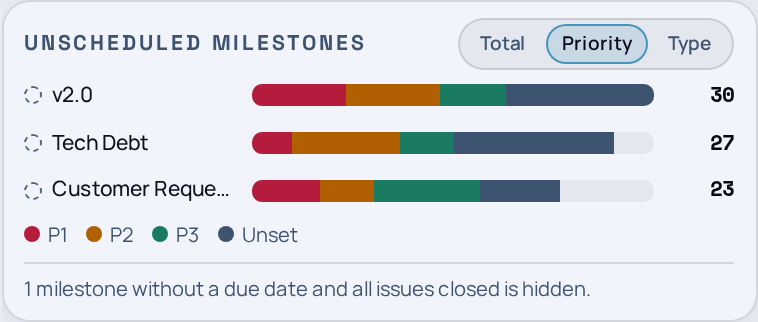 UNSCHEDULED MILESTONES
Total Priority Type
v2.0 30
Tech Debt 27
Customer Reque... 23
P1 P2 P3 Unset
1 milestone without a due date and all issues closed is hidden.